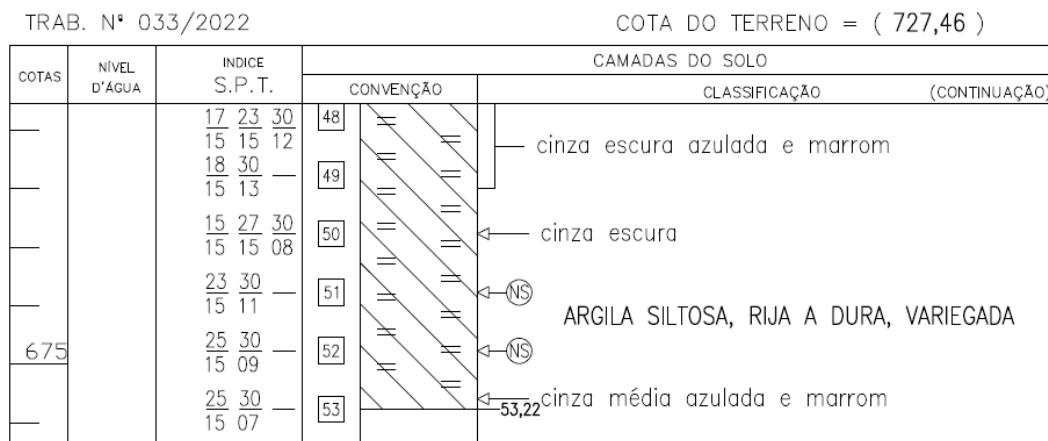 TRAB. Nº 033/2022 COTA DO TERRENO = ( 727,46 )
COTAS NÍVEL D'ÁGUA INDICE S.P.T. CAMADAS DO SOLO
CONVENÇÃO CLASSIFICAÇÃO (CONTINUAÇÃO)
17 23 30 48
15 15 12
cinza escura azulada e marrom
18 30 — 49
15 13
15 27 30 50 cinza escura
15 15 08
23 30 — 51 NS
15 11
ARGILA SILTOSA, RIJA A DURA, VARIEGADA
675 25 30 — 52 NS
15 09
25 30 — 53 53,22 cinza média azulada e marrom
15 07